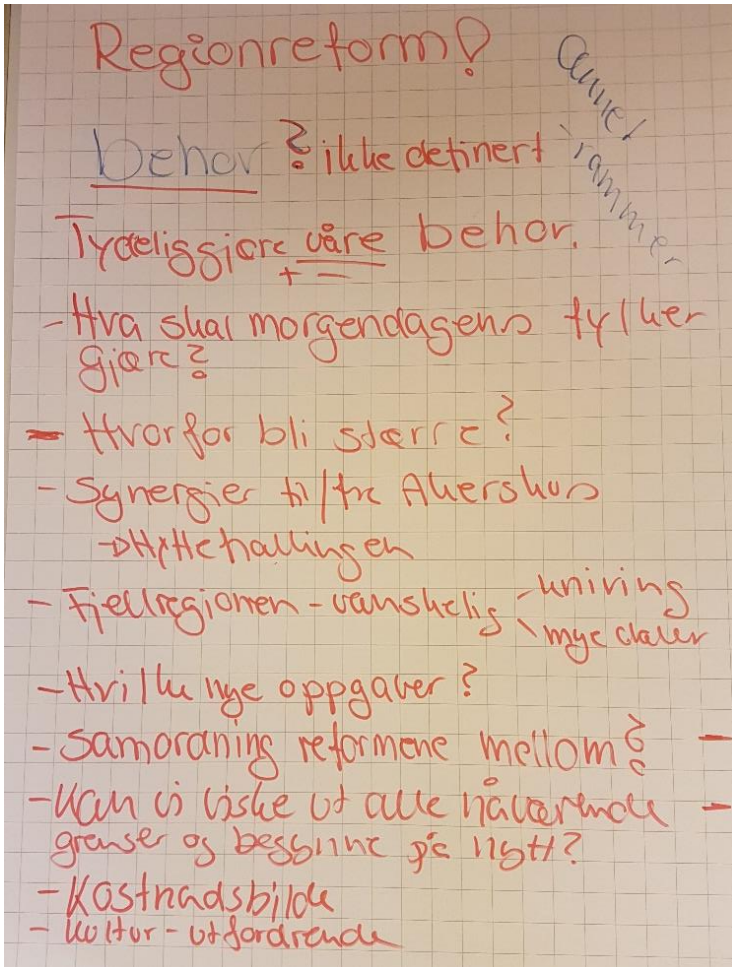 Regionreform!
behov? ikke definert
Annet rammer
Tydeliggjøre våre behov.
+ −
- Hva skal morgendagens fylker
gjøre?
- Hvorfor bli større?
- Synergier til/fra Akershus
→ Hyttehallingen
- Fjellregionen - vanskelig - uniring
\ mye daler
- Hvilke nye oppgaver?
- Samordning reformene mellom? -
- Kan vi viske ut alle nåværende -
grenser og begynne på nytt?
- Kostnadsbilde
- Kultur - utfordrende